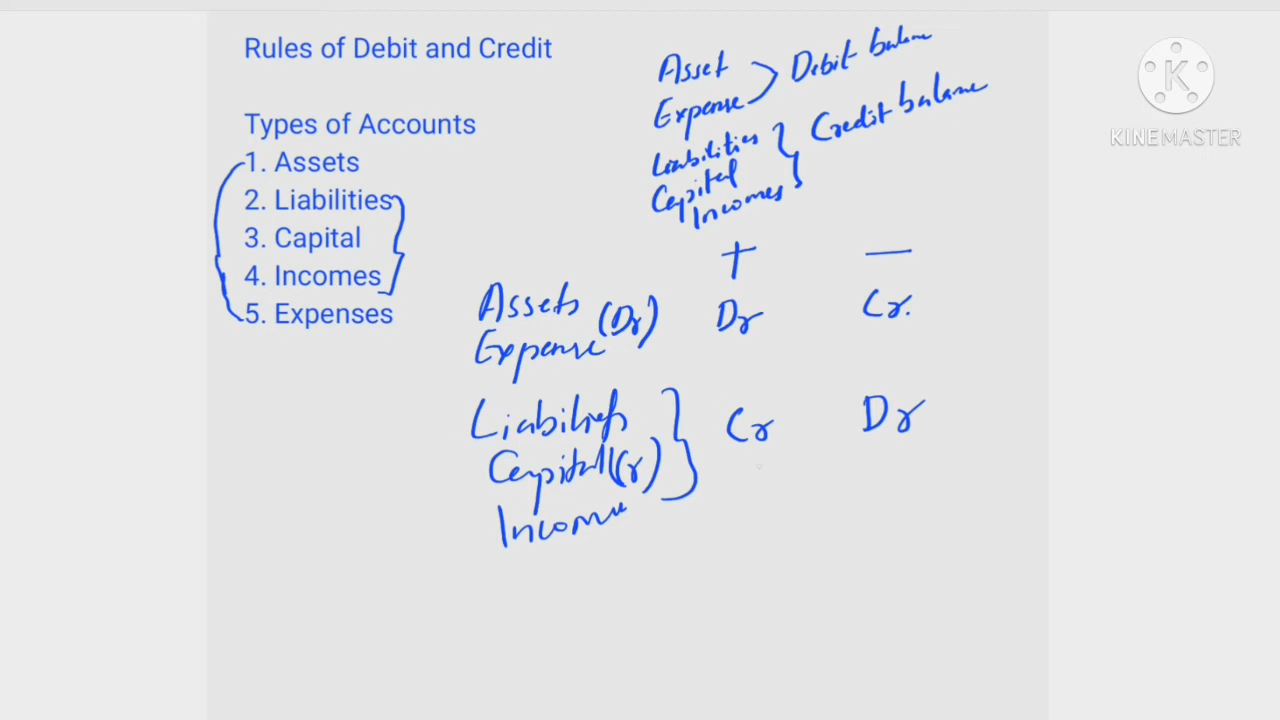 Rules of Debit and Credit
Types of Accounts
1. Assets
2. Liabilities
3. Capital
4. Incomes
5. Expenses
Asset
Expense
Debit balance
Liabilities
Capital
Incomes
Credit balance
+ —
Assets
Expense (Dr) Dr Cr.
Liabilities
Capital (Cr) Cr Dr
Income
K
KINEMASTER